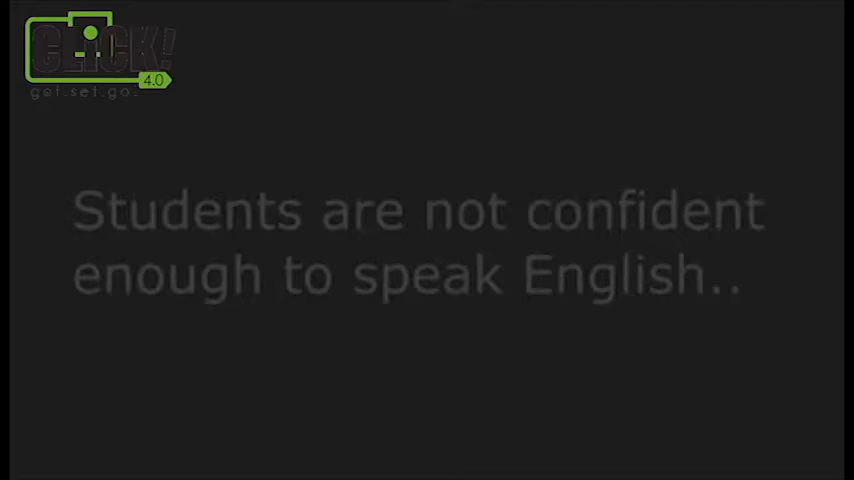 CLiCK!
4.0
get.set.go.
Students are not confident
enough to speak English..